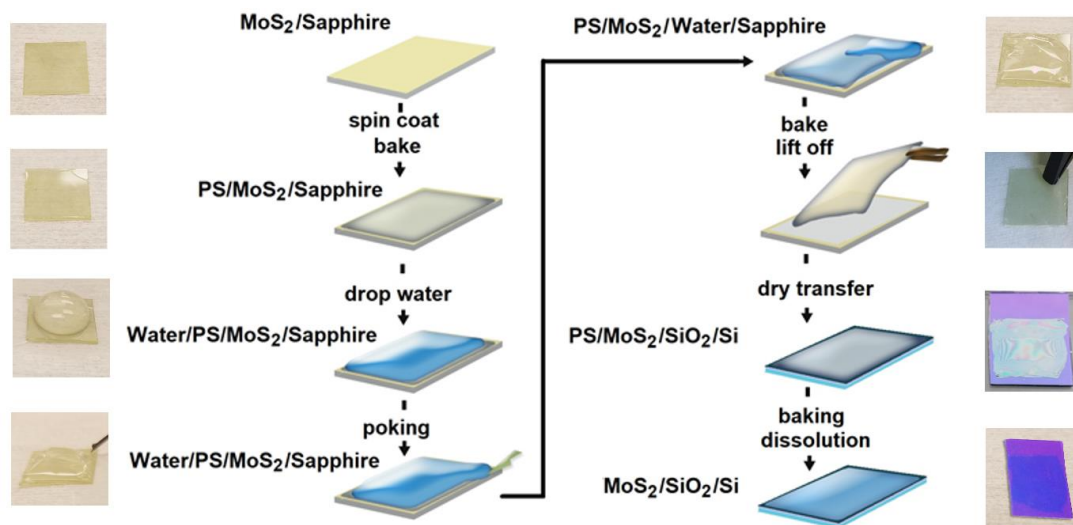 MoS₂/Sapphire
spin coat
bake
PS/MoS₂/Sapphire
drop water
Water/PS/MoS₂/Sapphire
poking
Water/PS/MoS₂/Sapphire
PS/MoS₂/Water/Sapphire
bake
lift off
dry transfer
PS/MoS₂/SiO₂/Si
baking
dissolution
MoS₂/SiO₂/Si